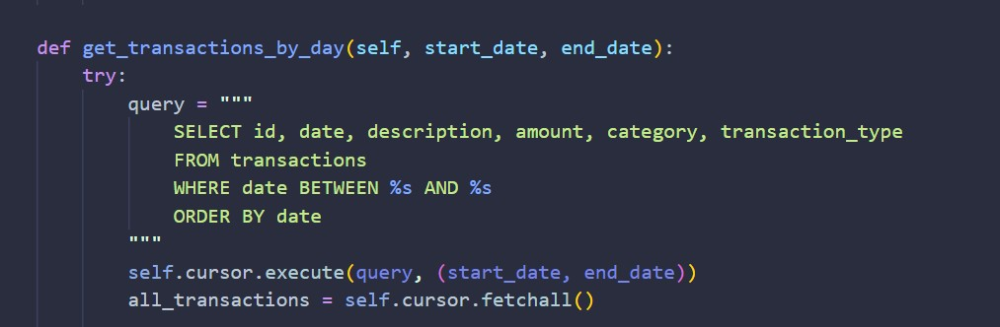 def get_transactions_by_day(self, start_date, end_date):
try:
query = """
SELECT id, date, description, amount, category, transaction_type
FROM transactions
WHERE date BETWEEN %s AND %s
ORDER BY date
"""
self.cursor.execute(query, (start_date, end_date))
all_transactions = self.cursor.fetchall()